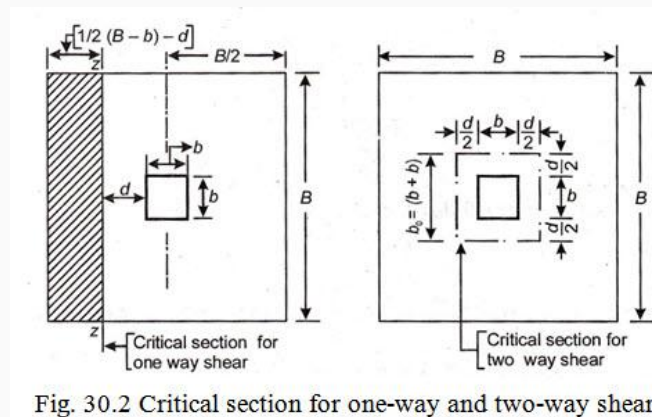 [1/2 (B – b) – d]
z
B/2
b
d
b
B
z
Critical section for
one way shear
B
d/2 b d/2
b₀ = (b + b)
d/2
b
d/2
B
Critical section for
two way shear
Fig. 30.2 Critical section for one-way and two-way shear